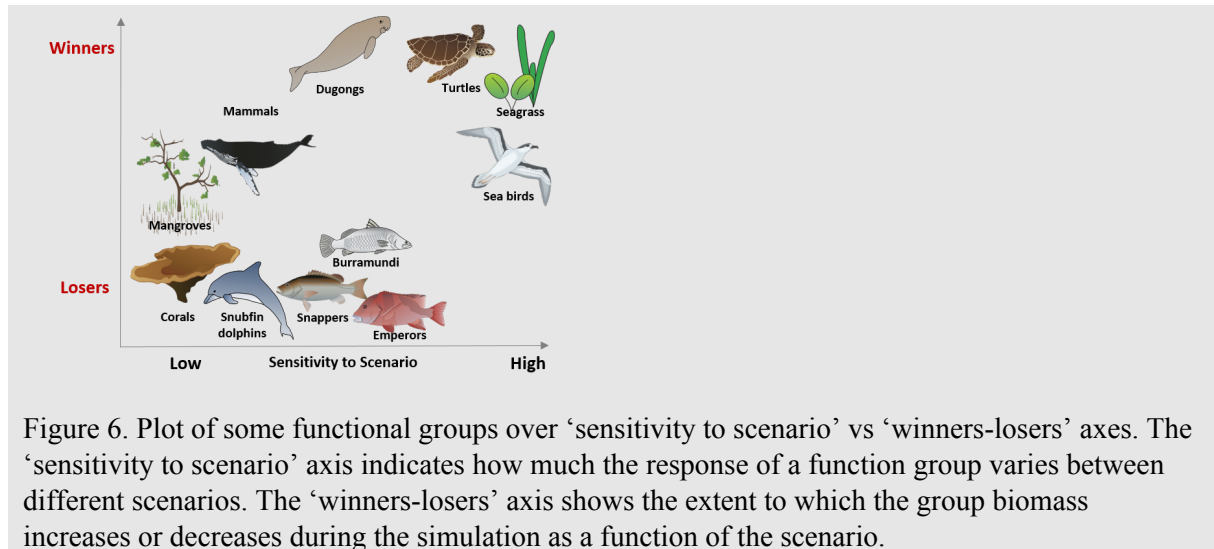 Winners
Dugongs
Turtles
Seagrass
Mammals
Sea birds
Mangroves
Burramundi
Losers
Corals
Snubfin
dolphins
Snappers
Emperors
Low
Sensitivity to Scenario
High
Figure 6. Plot of some functional groups over ‘sensitivity to scenario’ vs ‘winners-losers’ axes. The
‘sensitivity to scenario’ axis indicates how much the response of a function group varies between
different scenarios. The ‘winners-losers’ axis shows the extent to which the group biomass
increases or decreases during the simulation as a function of the scenario.